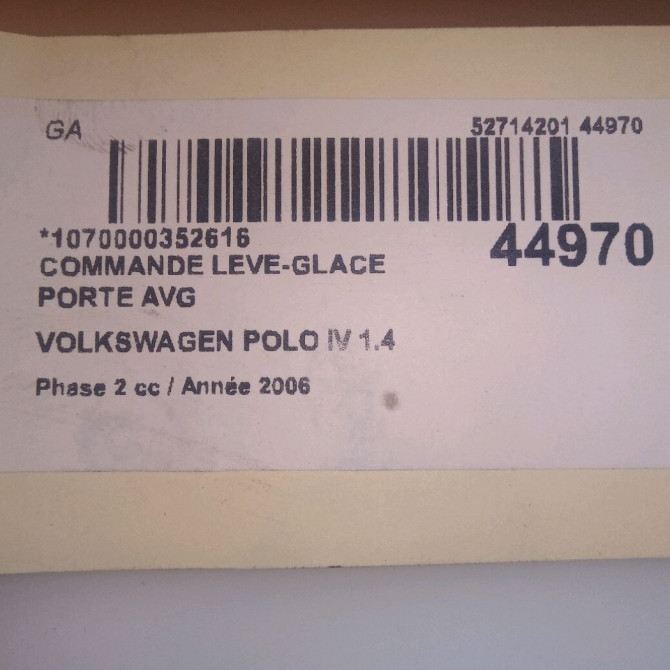 GA
52714201 44970
*1070000352616
44970
COMMANDE LEVE-GLACE
PORTE AVG
VOLKSWAGEN POLO IV 1.4
Phase 2 cc / Année 2006